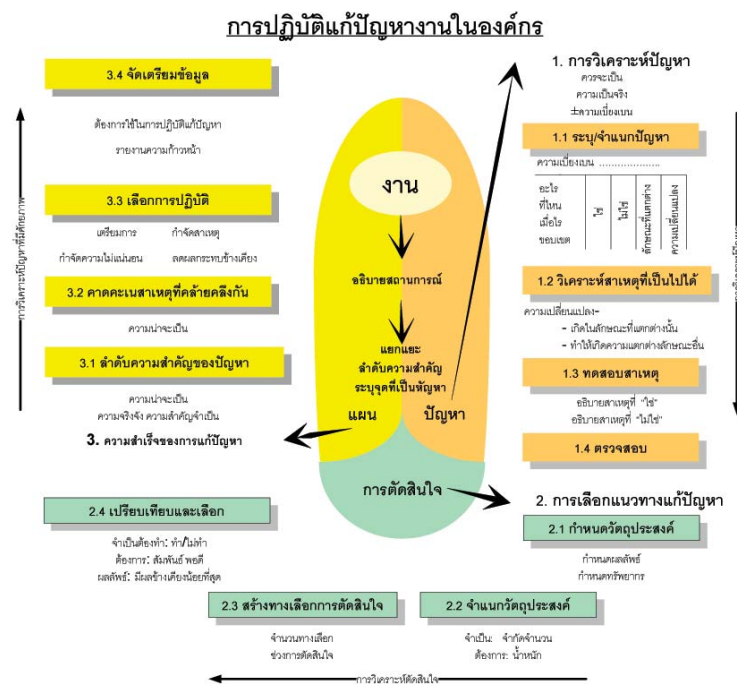 การปฏิบัติแก้ปัญหางานในองค์กร
3.4 จัดเตรียมข้อมูล
ต้องการใช้ในการปฏิบัติแก้ปัญหา
รายงานความก้าวหน้า
3.3 เลือกการปฏิบัติ
เตรียมการ กำจัดสาเหตุ
กำจัดความไม่แน่นอน ลดผลกระทบข้างเคียง
3.2 คาดคะเนสาเหตุที่คล้ายคลึงกัน
ความน่าจะเป็น
3.1 ลำดับความสำคัญของปัญหา
ความน่าจะเป็น
ความจริงจัง ความสำคัญจำเป็น
3. ความสำเร็จของการแก้ปัญหา
การวิเคราะห์ปัญหาที่มีศักยภาพ
งาน
อธิบายสถานการณ์
แยกแยะ
ลำดับความสำคัญ
ระบุจุดที่เป็นหัญหา
แผน ปัญหา
การตัดสินใจ
1. การวิเคราะห์ปัญหา
ควรจะเป็น
ความเป็นจริง
±ความเบี่ยงเบน
1.1 ระบุ/จำแนกปัญหา
ความเบี่ยงเบน ....................
อะไร
ที่ไหน
เมื่อไร
ขอบเขต
ใช่
ไม่ใช่
ลักษณะที่แตกต่าง
ความเปลี่ยนแปลง
1.2 วิเคราะห์สาเหตุที่เป็นไปได้
ความเปลี่ยนแปลง-
- เกิดในลักษณะที่แตกต่างนั้น
- ทำให้เกิดความแตกต่างลักษณะอื่น
1.3 ทดสอบสาเหตุ
อธิบายสาเหตุที่ "ใช่"
อธิบายสาเหตุที่ "ไม่ใช่"
1.4 ตรวจสอบ
2. การเลือกแนวทางแก้ปัญหา
2.1 กำหนดวัตถุประสงค์
กำหนดผลลัพธ์
กำหนดทรัพยากร
2.4 เปรียบเทียบและเลือก
จำเป็นต้องทำ: ทำ/ไม่ทำ
ต้องการ: สัมพันธ์ พอดี
ผลลัพธ์: มีผลข้างเคียงน้อยที่สุด
2.3 สร้างทางเลือกการตัดสินใจ
จำนวนทางเลือก
ช่วงการตัดสินใจ
2.2 จำแนกวัตถุประสงค์
จำเป็น: จำกัดจำนวน
ต้องการ: น้ำหนัก
การวิเคราะห์ตัดสินใจ